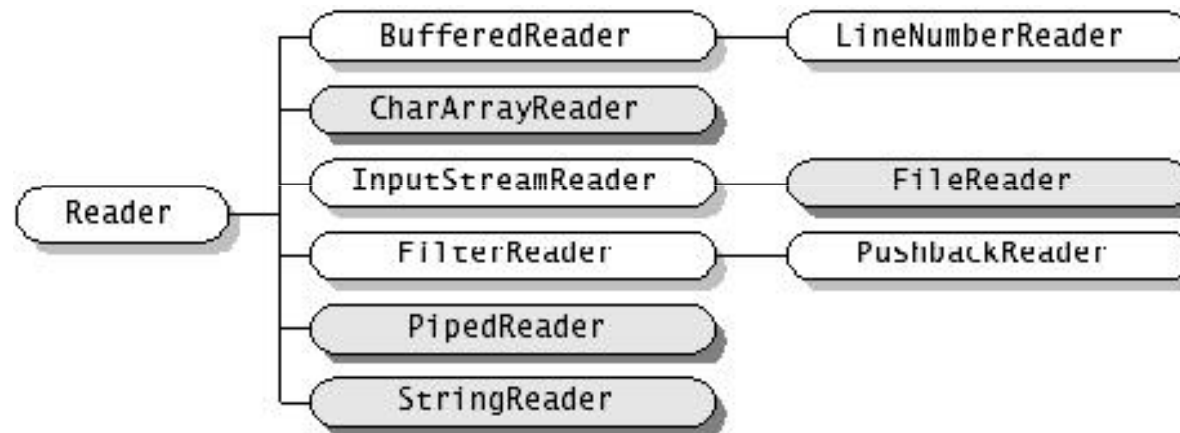 BufferedReader LineNumberReader
CharArrayReader
InputStreamReader FileReader
Reader
FilterReader PushbackReader
PipedReader
StringReader